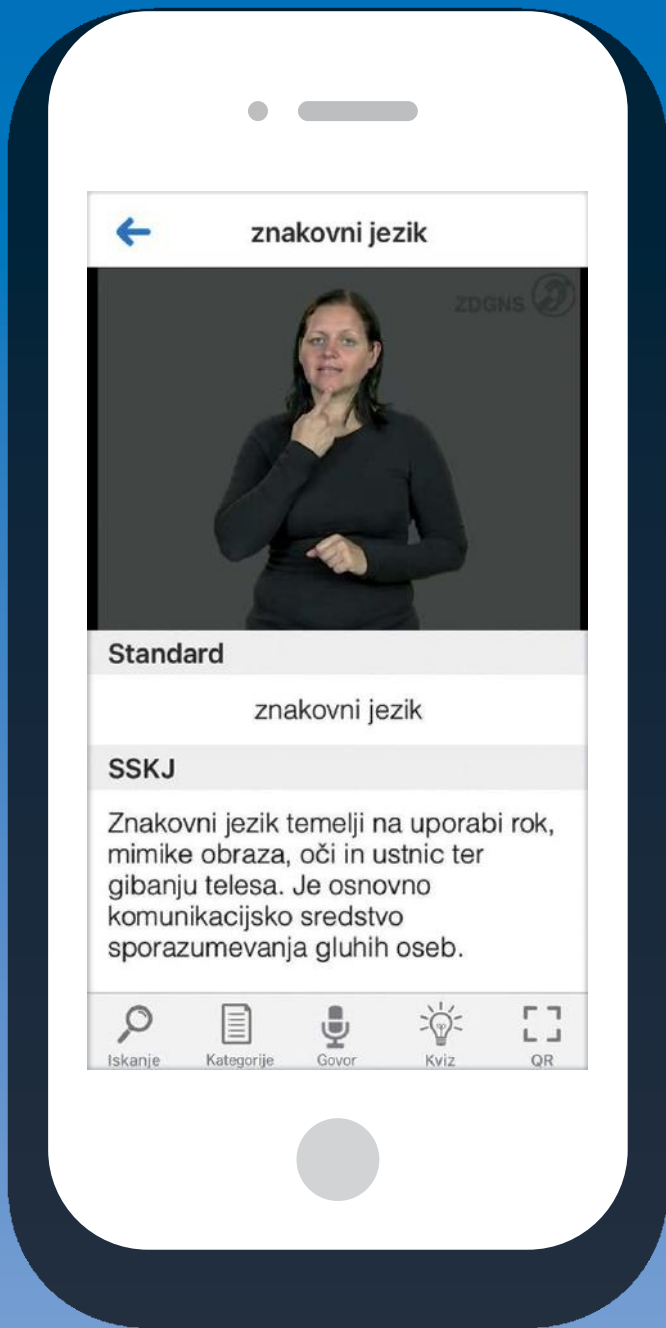 znakovni jezik
ZDGNS
Standard
znakovni jezik
SSKJ
Znakovni jezik temelji na uporabi rok,
mimike obraza, oči in ustnic ter
gibanju telesa. Je osnovno
komunikacijsko sredstvo
sporazumevanja gluhih oseb.
Iskanje Kategorije Govor Kviz QR